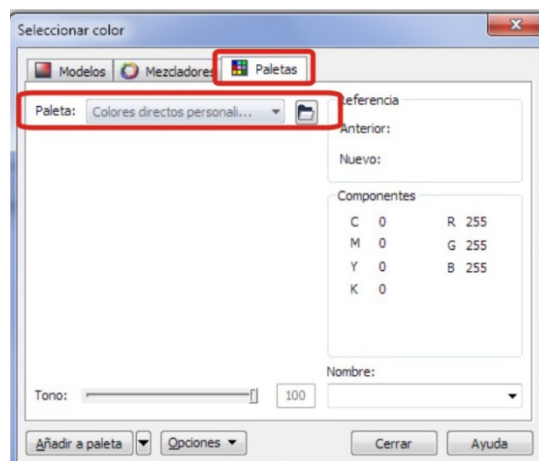 Seleccionar color
Modelos Mezcladores Paletas
Paleta: Colores directos personali...
Referencia
Anterior:
Nuevo:
Componentes
C 0 R 255
M 0 G 255
Y 0 B 255
K 0
Nombre:
Tono: 100
Añadir a paleta Opciones Cerrar Ayuda